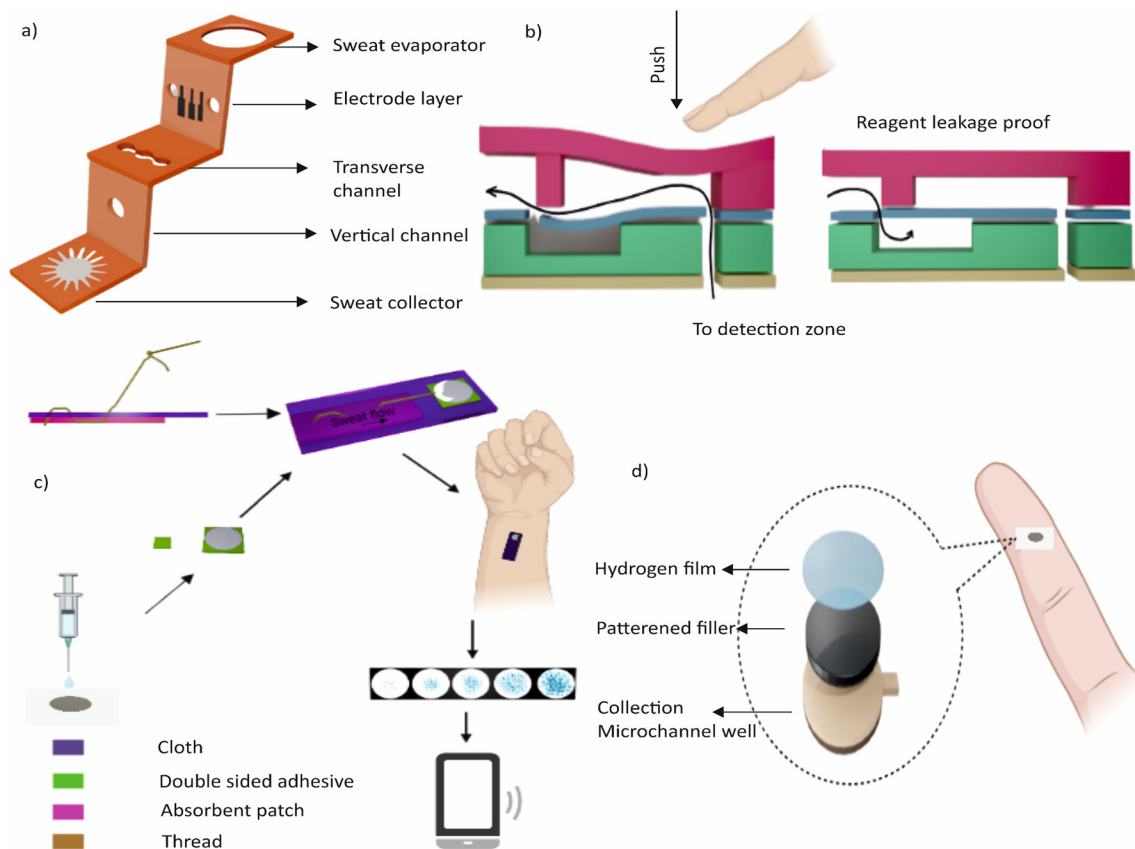 a)
Sweat evaporator
Electrode layer
Transverse
channel
Vertical channel
Sweat collector
b)
Push
Reagent leakage proof
To detection zone
c)
Sweat flow
Cloth
Double sided adhesive
Absorbent patch
Thread
d)
Hydrogen film
Patterened filler
Collection
Microchannel well